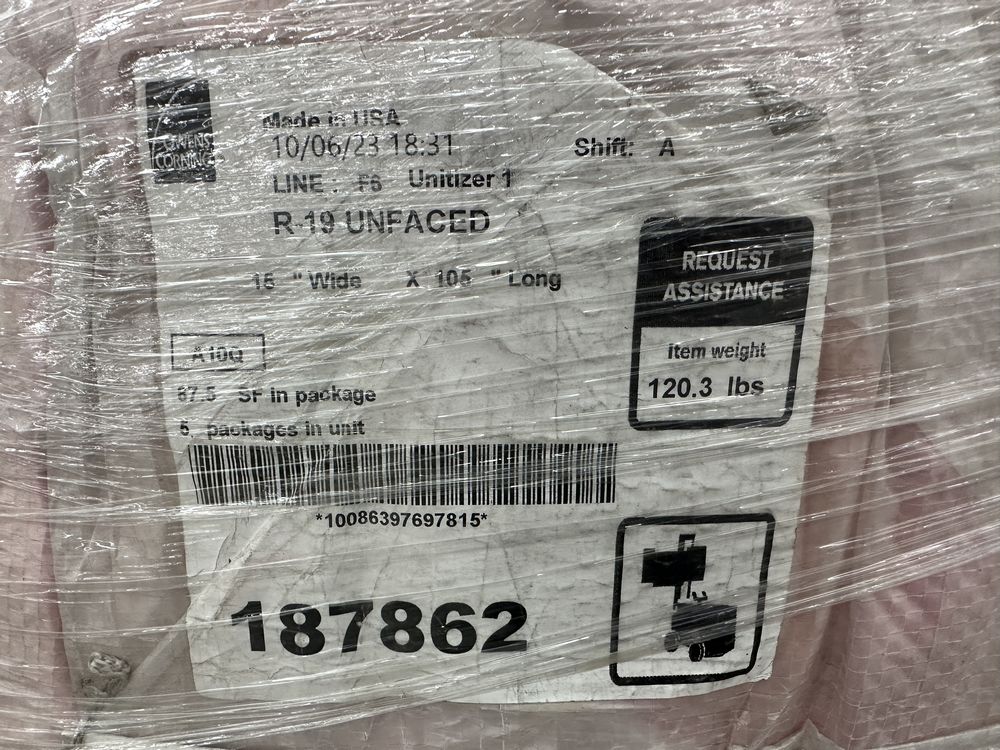 OWENS
CORNING
Made in USA
10/06/23 18:31
Shift: A
LINE : F6 Unitizer 1
R-19 UNFACED
15 " Wide X 105 " Long
REQUEST
ASSISTANCE
Item weight
120.3 lbs
A10Q
87.5 SF in package
5 packages in unit
*10086397697815*
187862